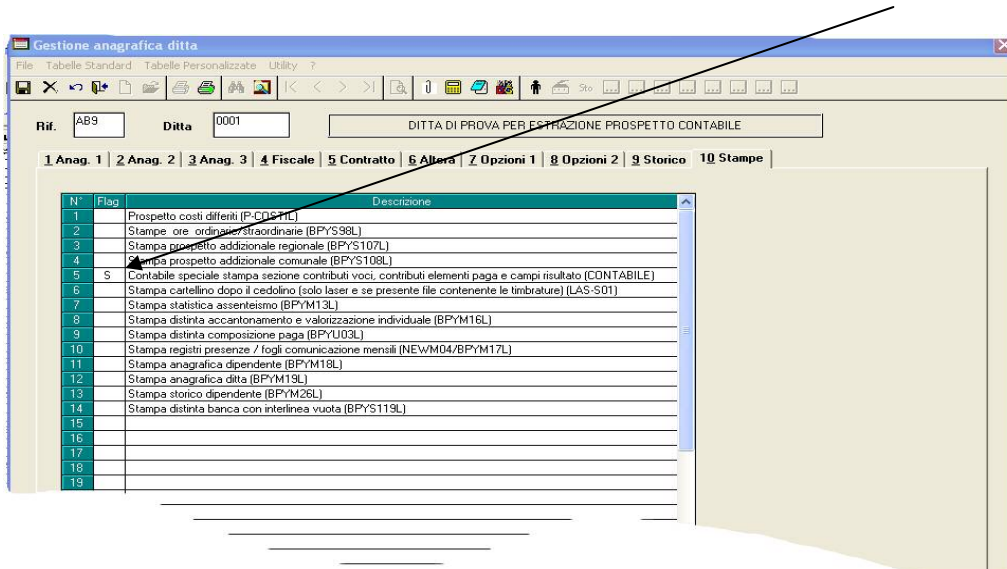 Gestione anagrafica ditta
File Tabelle Standard Tabelle Personalizzate Utility ?
Sto
Rif. AB9 Ditta 0001 DITTA DI PROVA PER ESTRAZIONE PROSPETTO CONTABILE
1 Anag. 1 2 Anag. 2 3 Anag. 3 4 Fiscale 5 Contratto 6 Altera 7 Opzioni 1 8 Opzioni 2 9 Storico 10 Stampe
N° Flag Descrizione
1 Prospetto costi differiti (P-COSTIL)
2 Stampe ore ordinarie/straordinarie (BPYS98L)
3 Stampa prospetto addizionale regionale (BPYS107L)
4 Stampa prospetto addizionale comunale (BPYS108L)
5 S Contabile speciale stampa sezione contributi voci, contributi elementi paga e campi risultato (CONTABILE)
6 Stampa cartellino dopo il cedolino (solo laser e se presente file contenente le timbrature) (LAS-S01)
7 Stampa statistica assenteismo (BPYM13L)
8 Stampa distinta accantonamento e valorizzazione individuale (BPYM16L)
9 Stampa distinta composizione paga (BPYU03L)
10 Stampa registri presenze / fogli comunicazione mensili (NEWM04/BPYM17L)
11 Stampa anagrafica dipendente (BPYM18L)
12 Stampa anagrafica ditta (BPYM19L)
13 Stampa storico dipendente (BPYM26L)
14 Stampa distinta banca con interlinea vuota (BPYS119L)
15
16
17
18
19